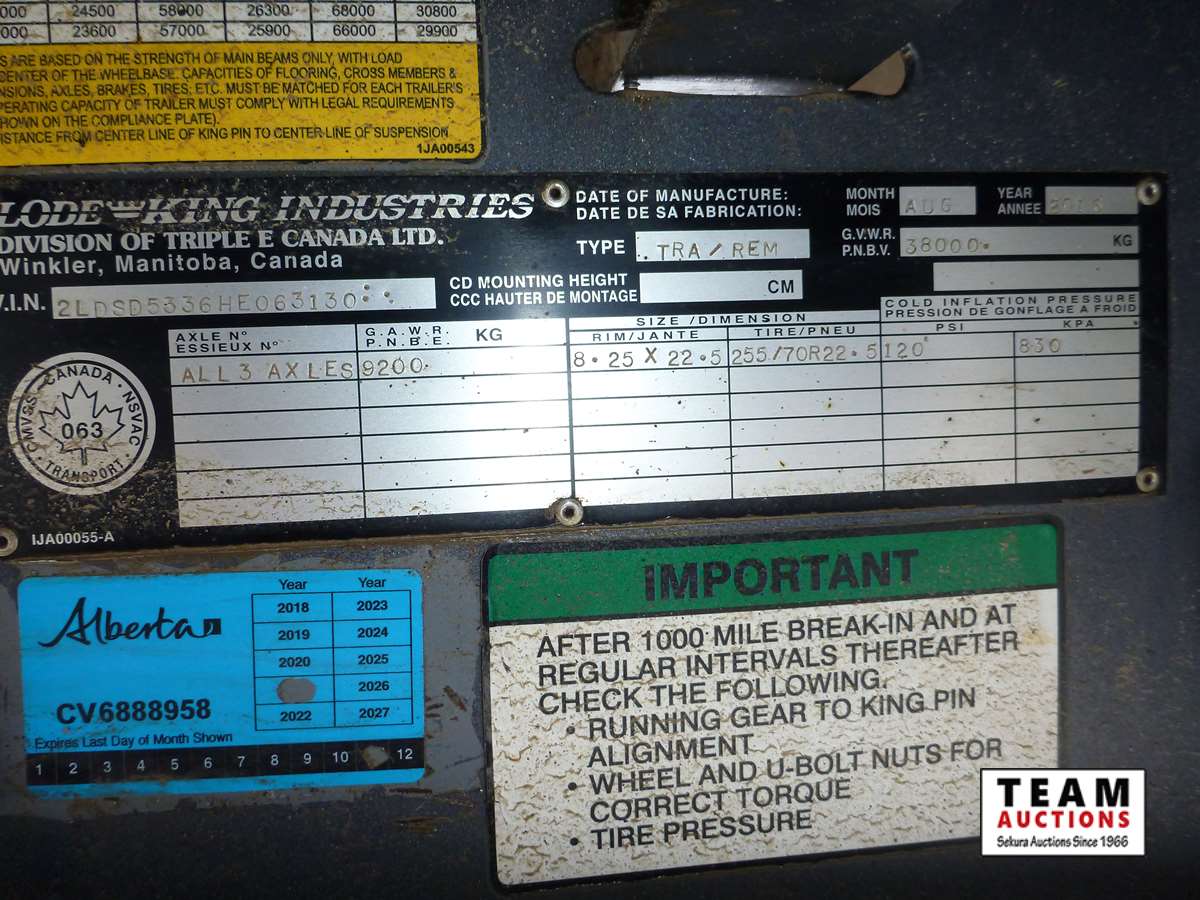 000 24500 58000 26300 68000 30800
000 23600 57000 25900 66000 29900
S ARE BASED ON THE STRENGTH OF MAIN BEAMS ONLY, WITH LOAD
CENTER OF THE WHEELBASE. CAPACITIES OF FLOORING, CROSS MEMBERS &
NSIONS, AXLES, BRAKES, TIRES, ETC. MUST BE MATCHED FOR EACH TRAILER'S
PERATING CAPACITY OF TRAILER MUST COMPLY WITH LEGAL REQUIREMENTS
HOWN ON THE COMPLIANCE PLATE).
ISTANCE FROM CENTER LINE OF KING PIN TO CENTER LINE OF SUSPENSION
1JA00543
LODE KING INDUSTRIES
DIVISION OF TRIPLE E CANADA LTD.
Winkler, Manitoba, Canada
DATE OF MANUFACTURE:
DATE DE SA FABRICATION:
MONTH
MOIS
AUG
YEAR
ANNEE
TYPE TRA/REM
G.V.W.R.
P.N.B.V.
38000 KG
V.I.N. 2LDSD5336HE063130
CD MOUNTING HEIGHT
CCC HAUTER DE MONTAGE
CM
AXLE Nº
ESSIEUX Nº
G.A.W.R.
P.N.B.E.
KG
SIZE / DIMENSION
RIM/JANTE TIRE/PNEU
COLD INFLATION PRESSURE
PRESSION DE GONFLAGE A FROID
PSI KPA
ALL 3 AXLES 9200 8.25 X 22.5 255/70R22.5 120 830
CMVSS · CANADA · NSVAC
063
TRANSPORT
IJA00055-A
Alberta
Year Year
2018 2023
2019 2024
2020 2025
2026
2022 2027
CV6888958
Expires Last Day of Month Shown
1 2 3 4 5 6 7 8 9 10 12
IMPORTANT
AFTER 1000 MILE BREAK-IN AND AT
REGULAR INTERVALS THEREAFTER
CHECK THE FOLLOWING.
• RUNNING GEAR TO KING PIN
ALIGNMENT
• WHEEL AND U-BOLT NUTS FOR
CORRECT TORQUE
• TIRE PRESSURE
TEAM
AUCTIONS
Sekura Auctions Since 1966